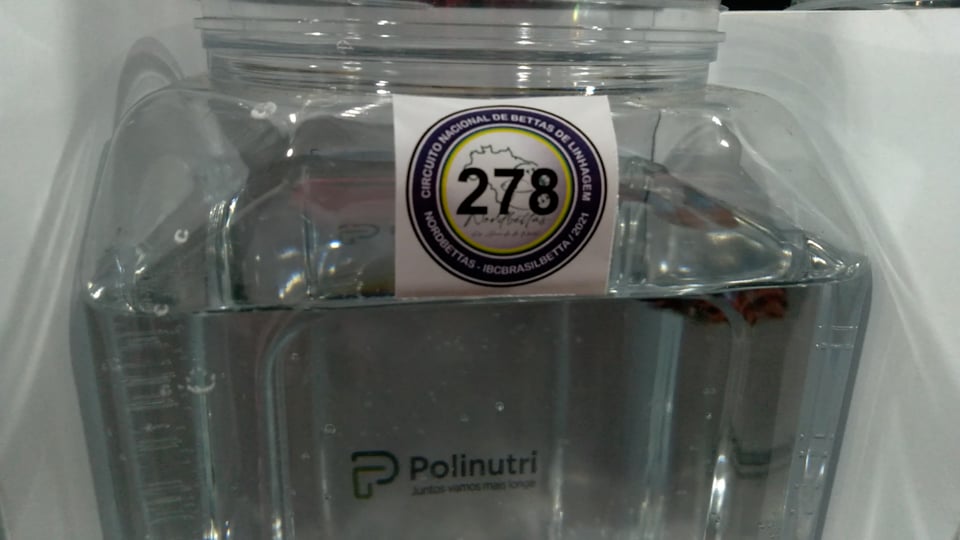 CIRCUITO NACIONAL DE BETTAS DE LINHAGEM
278
Nordbettas
NORDBETTAS - IBCBRASILBETTA / 2021
Polinutri
Juntos vamos mais longe